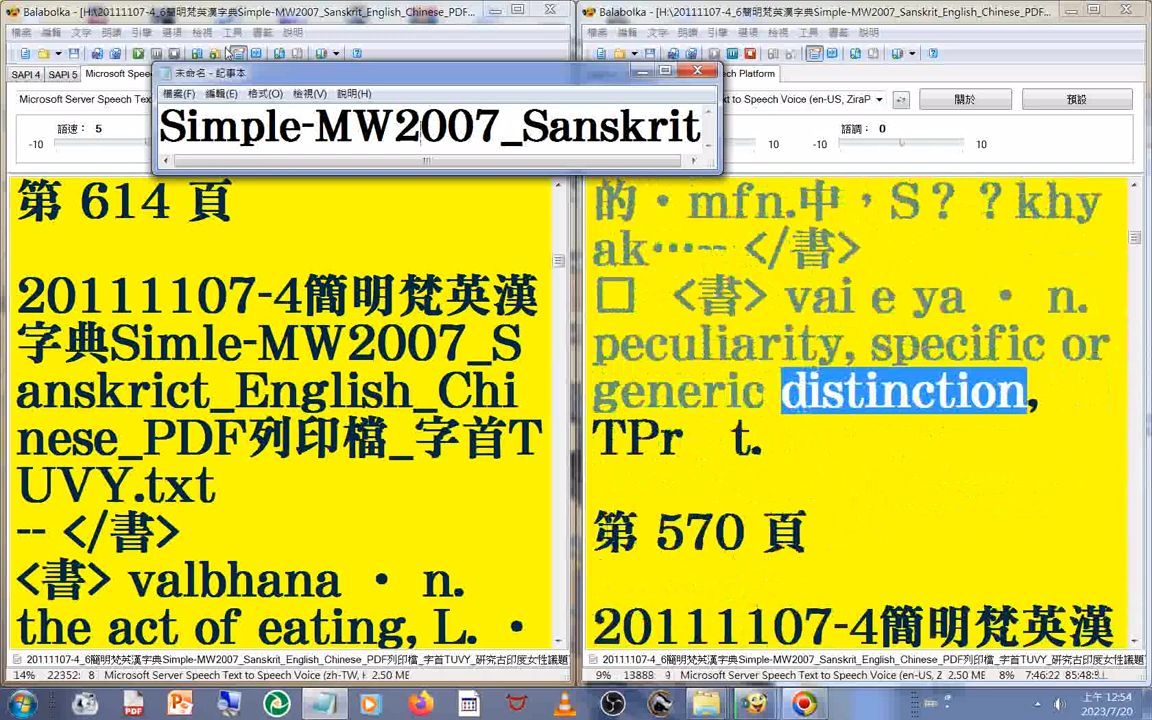 Balabolka - [H:\20111107-4_6簡明梵英漢字典Simple-MW2007_Sanskrit_English_Chinese_PDF...
檔案 編輯 文字 朗讀 引擎 選項 檢視 工具 書籤 說明
SAPI 4 SAPI 5 Microsoft Speech
Microsoft Server Speech Text
語速： 5
-10
未命名 - 記事本
檔案(F) 編輯(E) 格式(O) 檢視(V) 說明(H)
Simple-MW2007_Sanskrit
第 614 頁
20111107-4簡明梵英漢
字典Simle-MW2007_S
anskrict_English_Chi
nese_PDF列印檔_字首T
UVY.txt
-- </書>
<書> valbhana • n.
the act of eating, L. •
20111107-4_6簡明梵英漢字典Simple-MW2007_Sanskrit_English_Chinese_PDF列印檔_字首TUVY_研究古印度女性議題
14% 22352: 8 Microsoft Server Speech Text to Speech Voice (zh-TW, 2.50 MB
Balabolka - [H:\20111107-4_6簡明梵英漢字典Simple-MW2007_Sanskrit_English_Chinese_PDF...
檔案 編輯 文字 朗讀 引擎 選項 檢視 工具 書籤 說明
ch Platform
t to Speech Voice (en-US, ZiraP 關於 預設
語調： 0
10 -10 10
的・mfn.中，S？？khy
ak…-- </書>
□ <書> vai e ya • n.
peculiarity, specific or
generic distinction,
TPr t.
第 570 頁
20111107-4簡明梵英漢
20111107-4_6簡明梵英漢字典Simple-MW2007_Sanskrit_English_Chinese_PDF列印檔_字首TUVY_研究古印度女性議題
9% 13888 Microsoft Server Speech Text to Speech Voice (en-US, 2.50 MB 8% 7:46:22
上午 12:54
2023/7/20